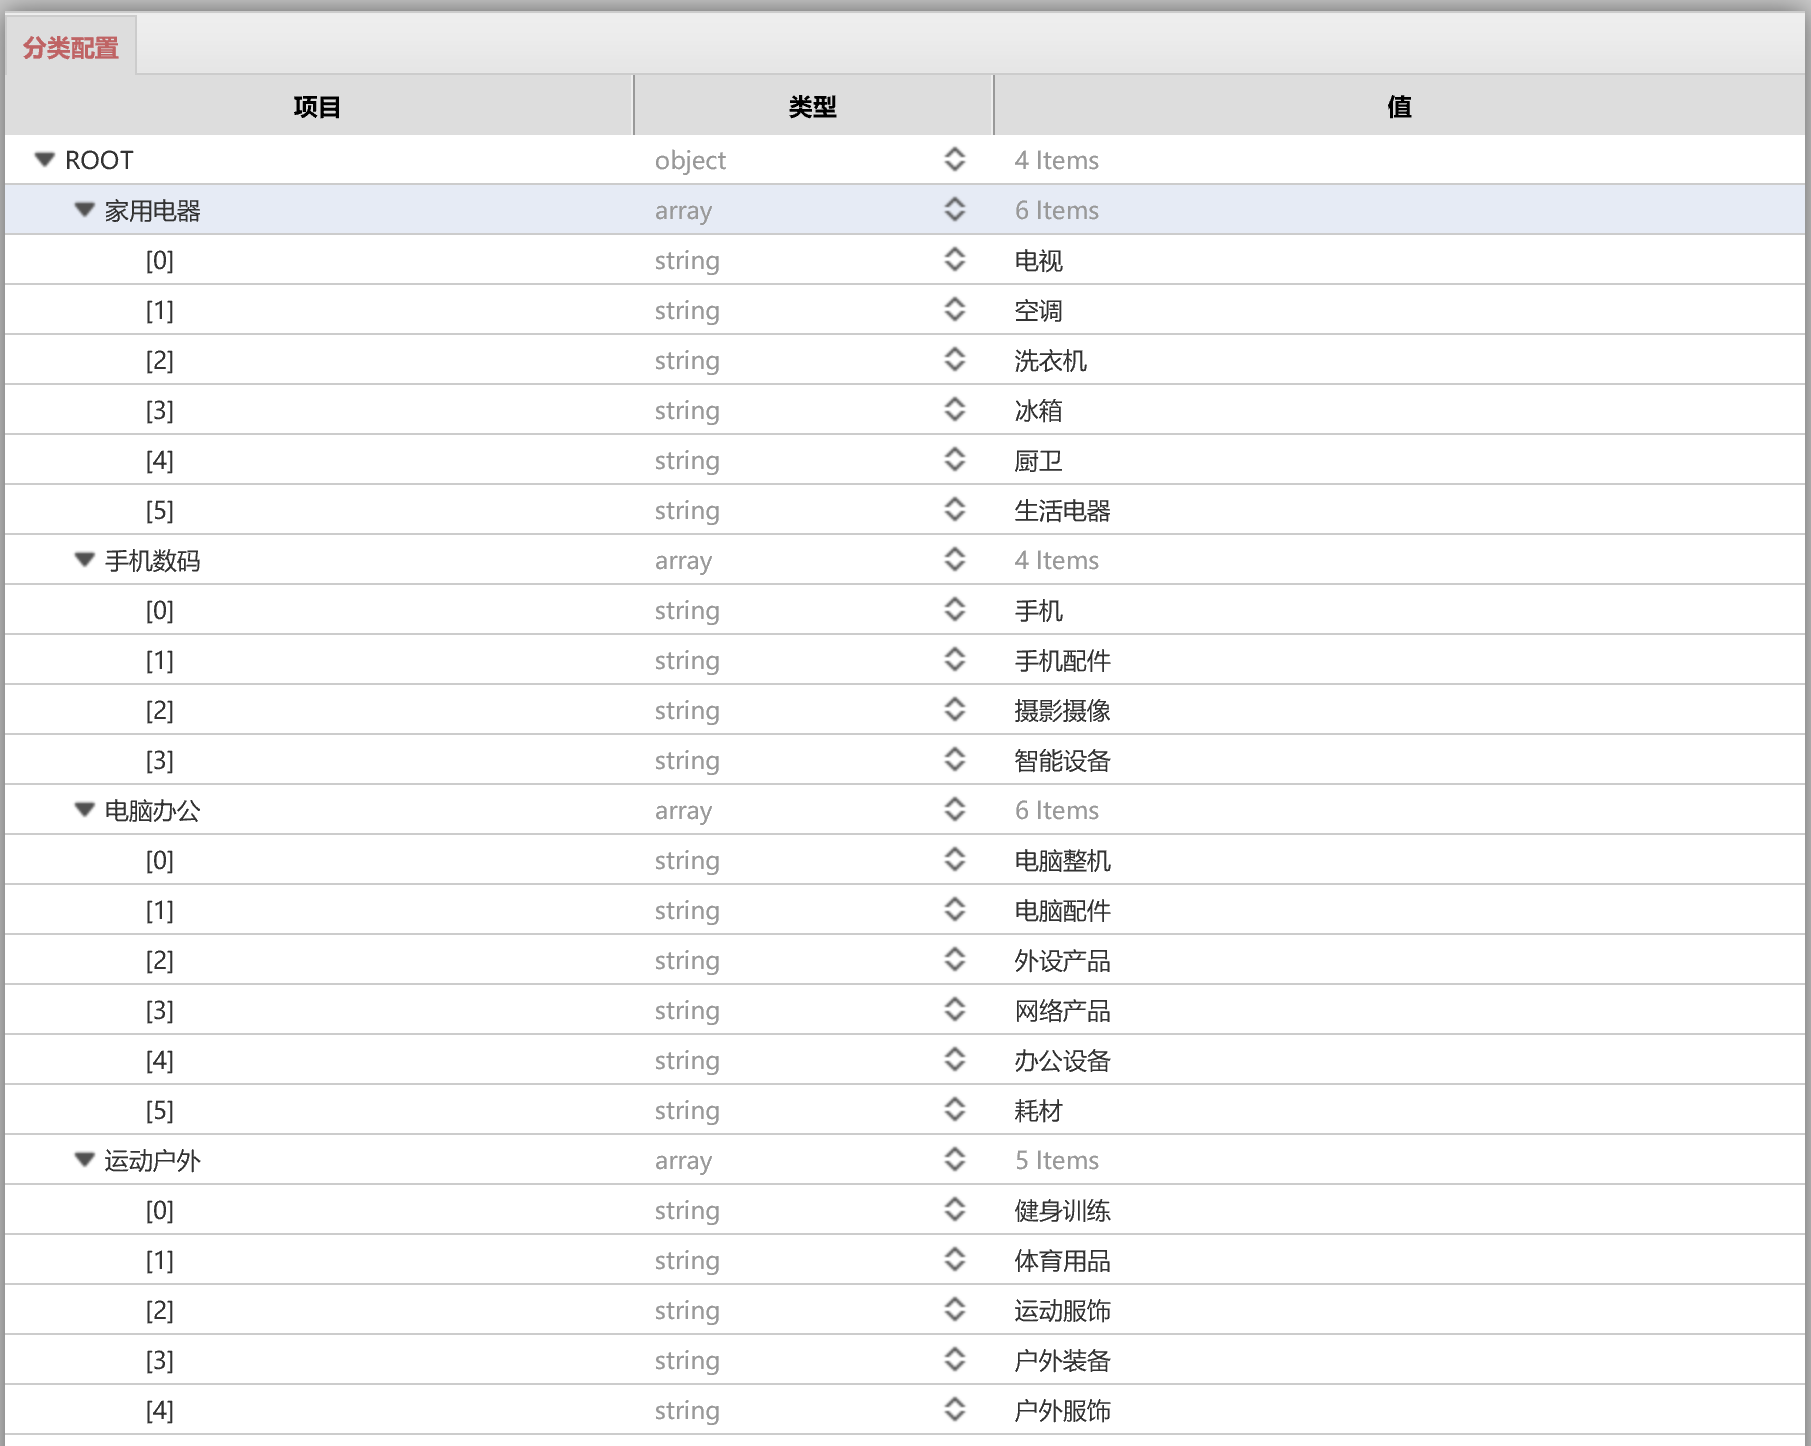 分类配置
项目 类型 值
ROOT object 4 Items
家用电器 array 6 Items
[0] string 电视
[1] string 空调
[2] string 洗衣机
[3] string 冰箱
[4] string 厨卫
[5] string 生活电器
手机数码 array 4 Items
[0] string 手机
[1] string 手机配件
[2] string 摄影摄像
[3] string 智能设备
电脑办公 array 6 Items
[0] string 电脑整机
[1] string 电脑配件
[2] string 外设产品
[3] string 网络产品
[4] string 办公设备
[5] string 耗材
运动户外 array 5 Items
[0] string 健身训练
[1] string 体育用品
[2] string 运动服饰
[3] string 户外装备
[4] string 户外服饰